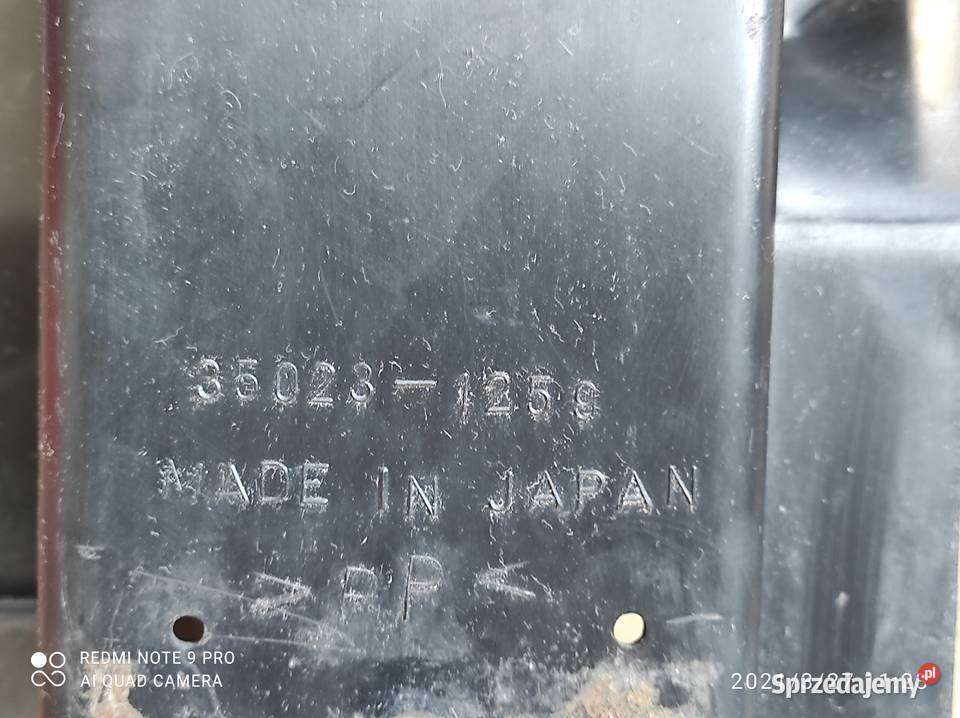 35023-1259
MADE IN JAPAN
>PP<
REDMI NOTE 9 PRO
AI QUAD CAMERA
Sprzedajemy.pl